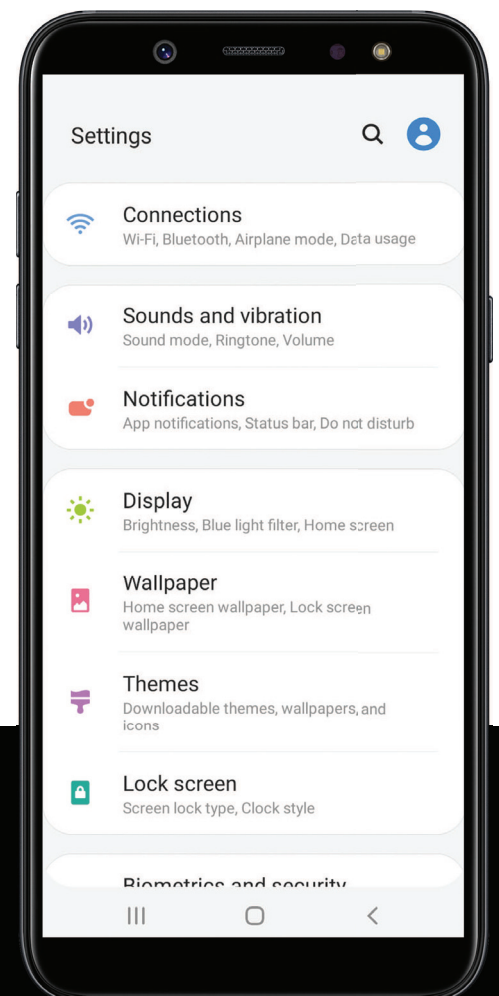 Settings
Connections
Wi-Fi, Bluetooth, Airplane mode, Data usage
Sounds and vibration
Sound mode, Ringtone, Volume
Notifications
App notifications, Status bar, Do not disturb
Display
Brightness, Blue light filter, Home screen
Wallpaper
Home screen wallpaper, Lock screen
wallpaper
Themes
Downloadable themes, wallpapers, and
icons
Lock screen
Screen lock type, Clock style
Biometrics and security